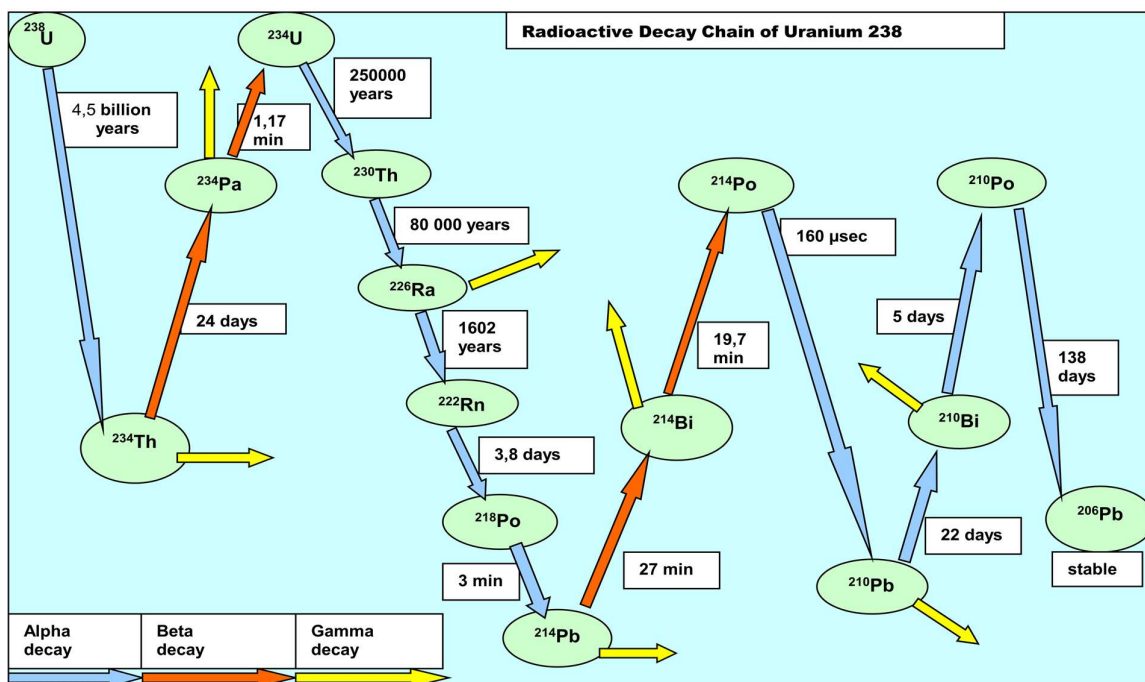 Radioactive Decay Chain of Uranium 238
²³⁸U
4,5 billion
years
²³⁴Th
24 days
²³⁴Pa
1,17
min
²³⁴U
250000
years
²³⁰Th
80 000 years
²²⁶Ra
1602
years
²²²Rn
3,8 days
²¹⁸Po
3 min
²¹⁴Pb
27 min
²¹⁴Bi
19,7
min
²¹⁴Po
160 µsec
²¹⁰Pb
22 days
²¹⁰Bi
5 days
²¹⁰Po
138
days
²⁰⁶Pb
stable
Alpha
decay
Beta
decay
Gamma
decay